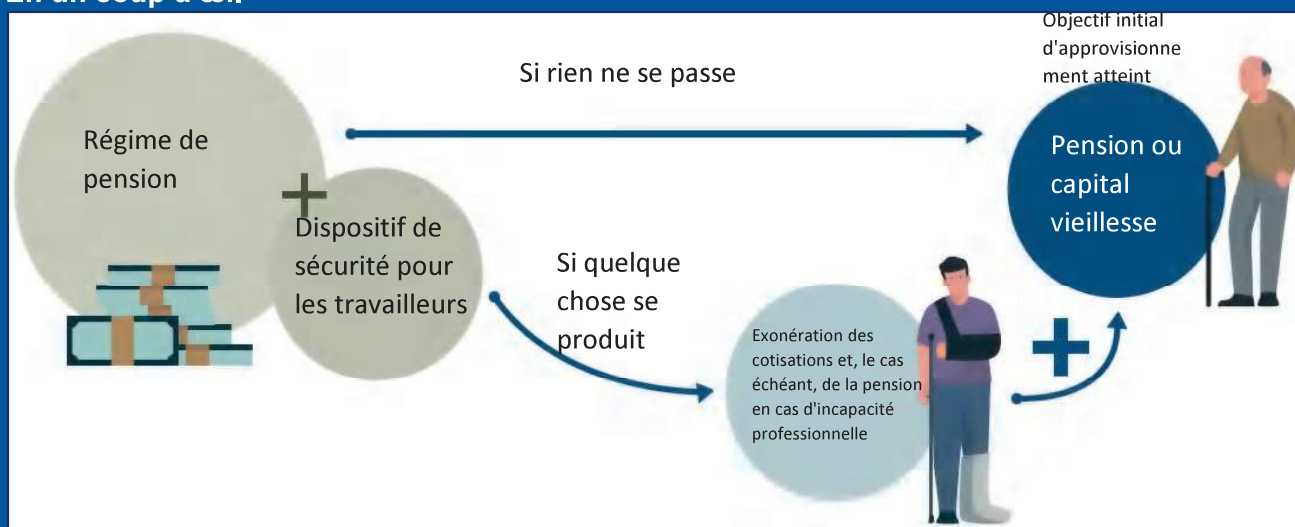 Objectif initial
d'approvisionne
ment atteint
Si rien ne se passe
Régime de
pension
Pension ou
capital
vieillesse
Dispositif de
sécurité pour
les travailleurs
Si quelque
chose se
produit
Exonération des
cotisations et, le cas
échéant, de la pension
en cas d'incapacité
professionnelle